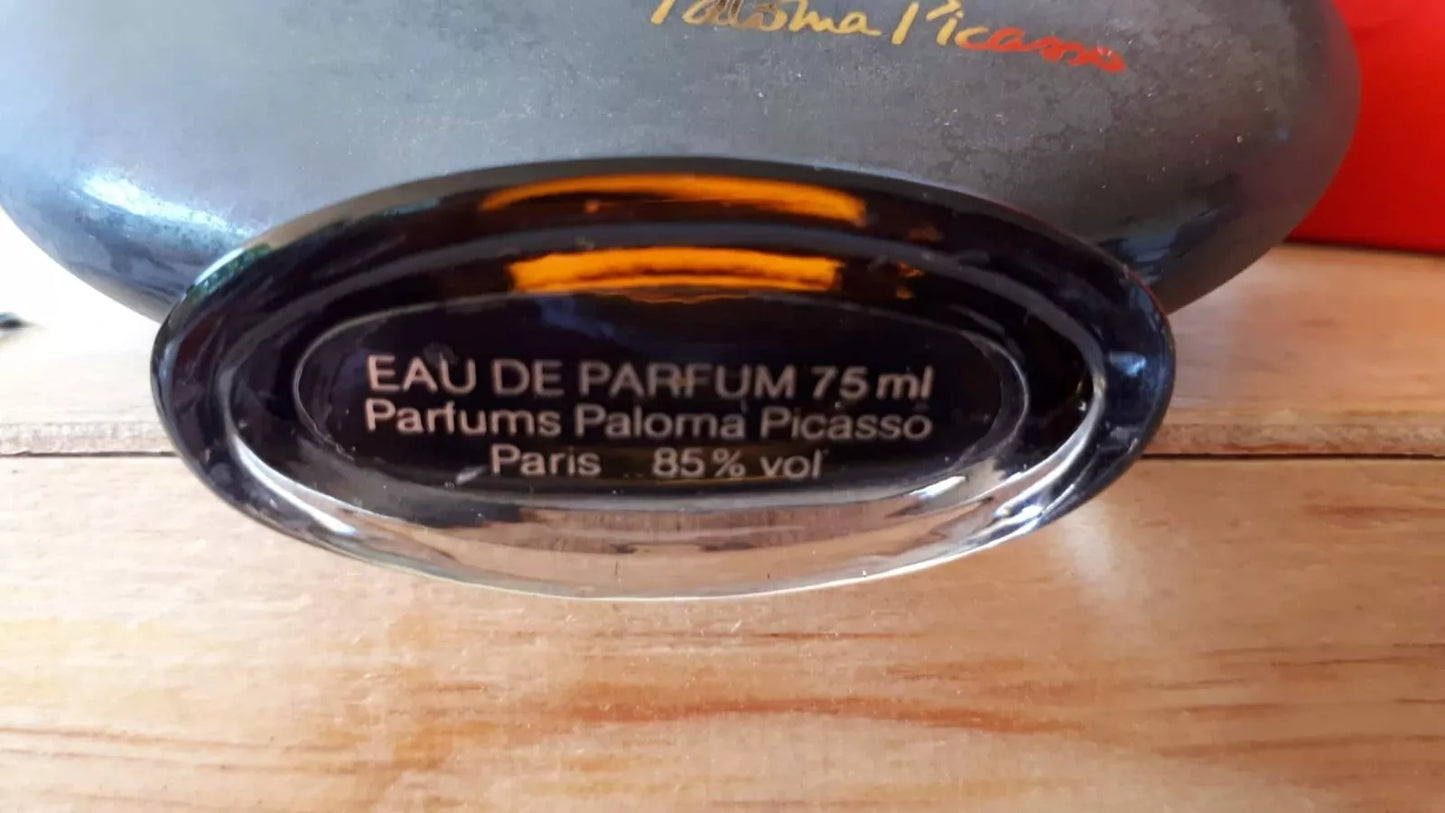 Paloma Picasso
EAU DE PARFUM 75 ml
Parfums Paloma Picasso
Paris 85% vol